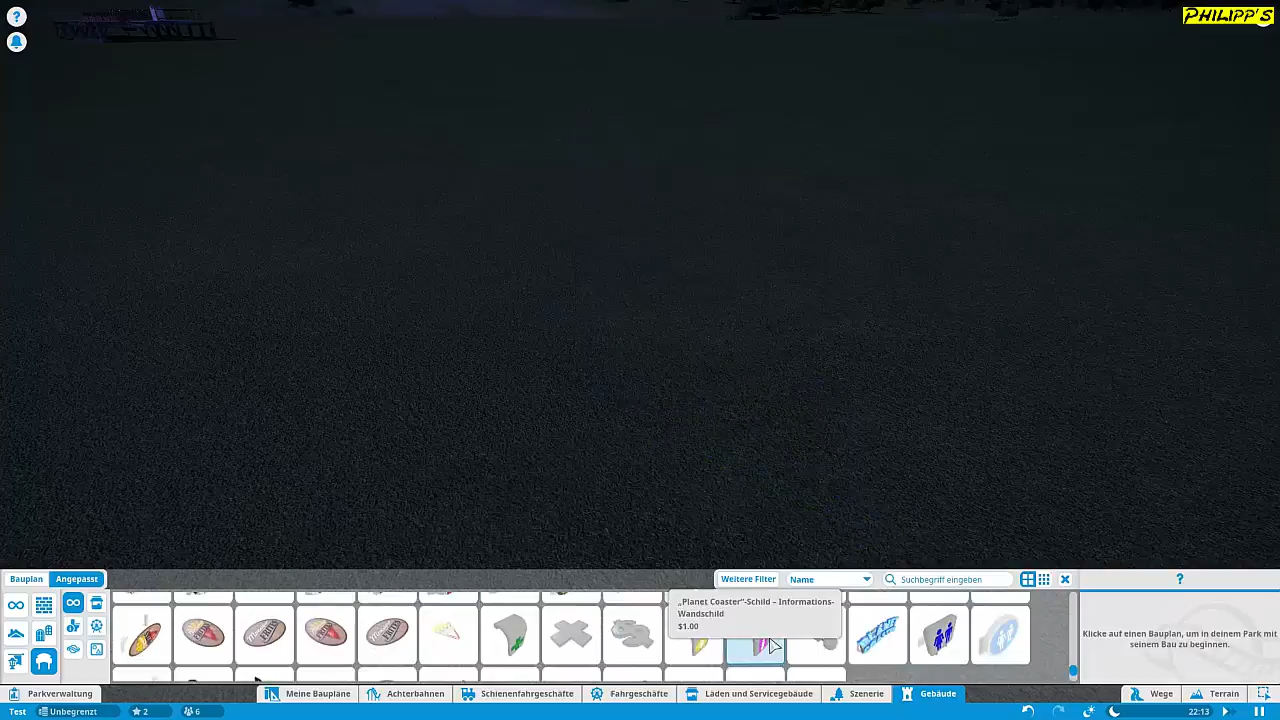 ?
PHILIPP'S
Bauplan
Angepasst
Weitere Filter
Name
Suchbegriff eingeben
?
„Planet Coaster“-Schild – Informations-
Wandschild
$1.00
Klicke auf einen Bauplan, um in deinem Park mit
seinem Bau zu beginnen.
Parkverwaltung
Meine Baupläne
Achterbahnen
Schienenfahrgeschäfte
Fahrgeschäfte
Läden und Servicegebäude
Szenerie
Gebäude
Wege
Terrain
Test
Unbegrenzt
2
6
22:13